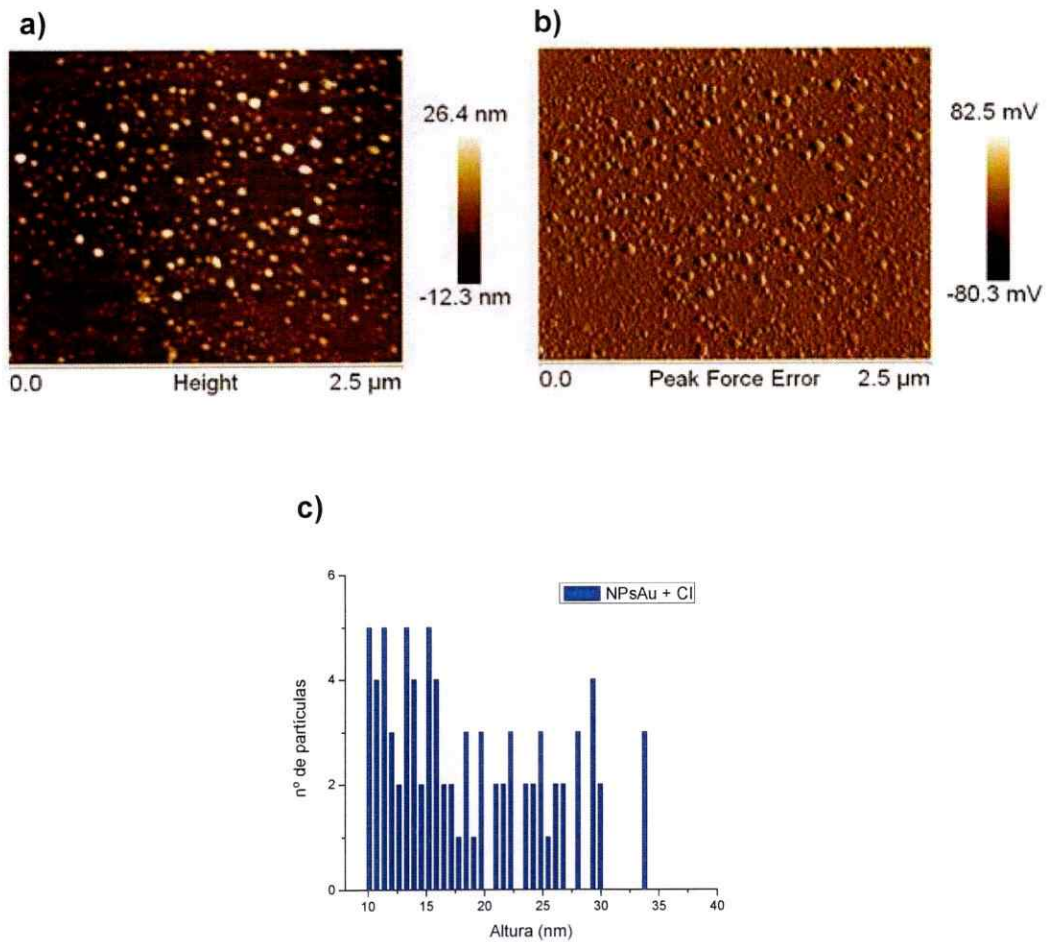 a)
26.4 nm
-12.3 nm
0.0 Height 2.5 µm
b)
82.5 mV
-80.3 mV
0.0 Peak Force Error 2.5 µm
c)
6
4
2
0
nº de particulas
NPsAu + CI
10 15 20 25 30 35 40
Altura (nm)